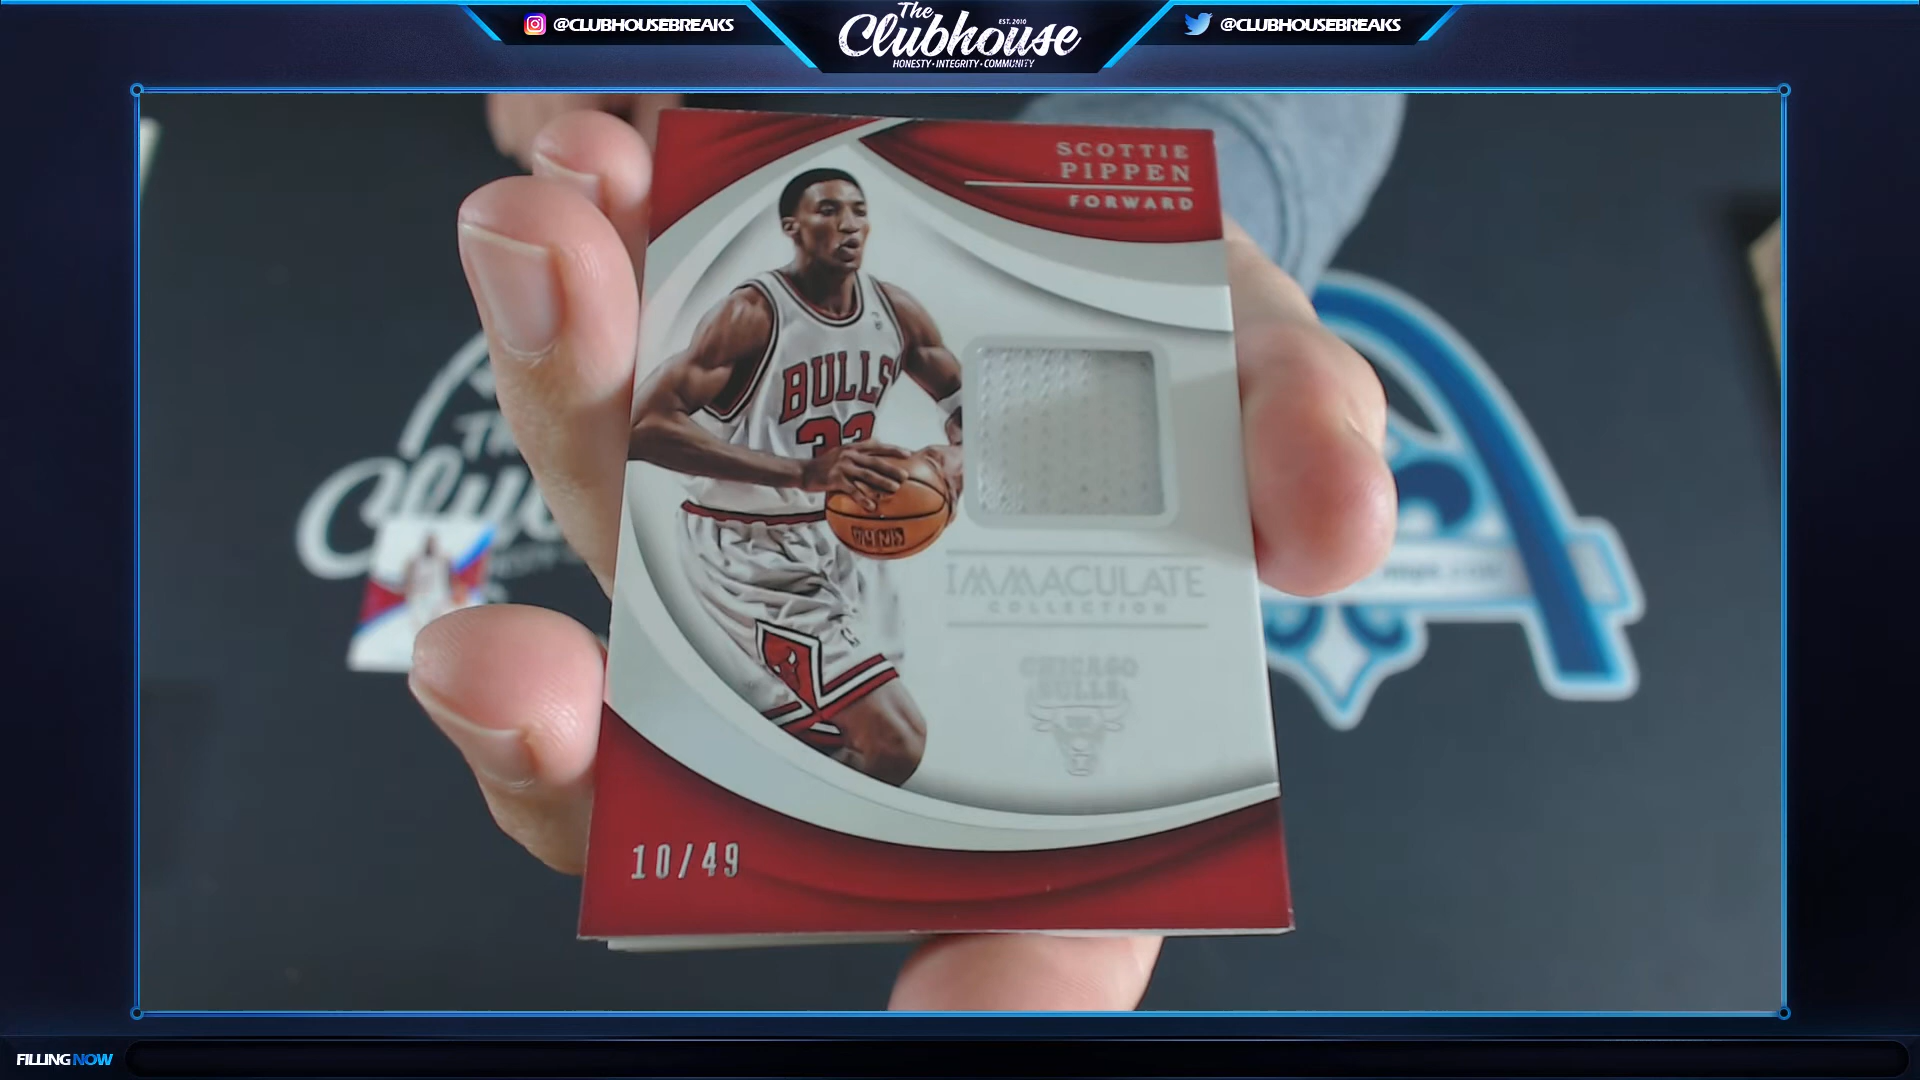 @CLUBHOUSEBREAKS
The
Clubhouse
EST. 2010
HONESTY • INTEGRITY • COMMUNITY
@CLUBHOUSEBREAKS
SCOTTIE
PIPPEN
FORWARD
BULLS
33
IMMACULATE
COLLECTION
CHICAGO
BULLS
10/49
FILLING NOW